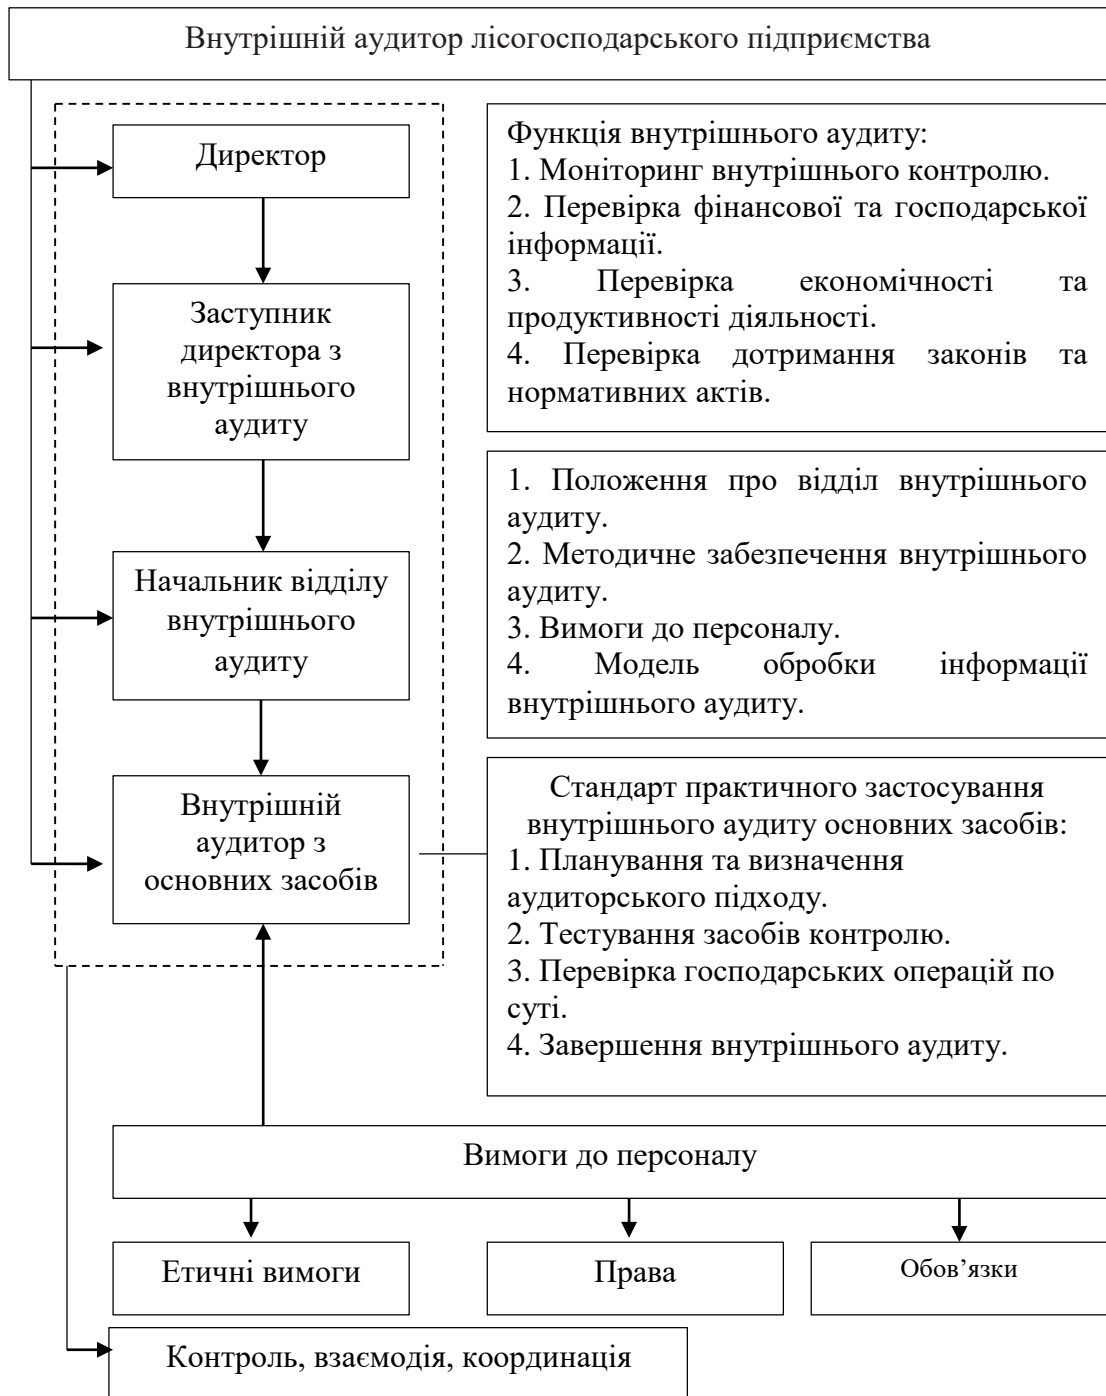 Внутрішній аудитор лісогосподарського підприємства
Директор
Заступник
директора з
внутрішнього
аудиту
Начальник відділу
внутрішнього
аудиту
Внутрішній
аудитор з
основних засобів
Функція внутрішнього аудиту:
1. Моніторинг внутрішнього контролю.
2. Перевірка фінансової та господарської
інформації.
3. Перевірка економічності та
продуктивності діяльності.
4. Перевірка дотримання законів та
нормативних актів.
1. Положення про відділ внутрішнього
аудиту.
2. Методичне забезпечення внутрішнього
аудиту.
3. Вимоги до персоналу.
4. Модель обробки інформації
внутрішнього аудиту.
Стандарт практичного застосування
внутрішнього аудиту основних засобів:
1. Планування та визначення
аудиторського підходу.
2. Тестування засобів контролю.
3. Перевірка господарських операцій по
суті.
4. Завершення внутрішнього аудиту.
Вимоги до персоналу
Етичні вимоги
Права
Обов’язки
Контроль, взаємодія, координація